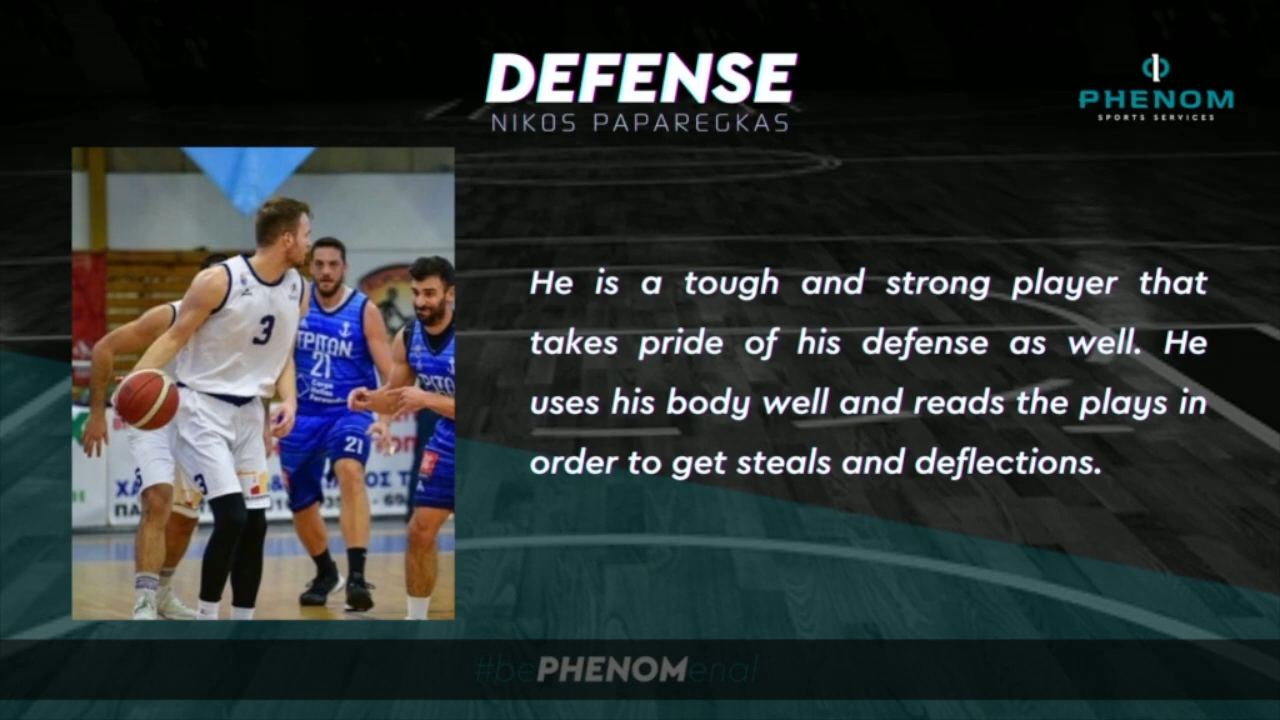 DEFENSE
NIKOS PAPAREGKAS
PHENOM
SPORTS SERVICES
He is a tough and strong player that
takes pride of his defense as well. He
uses his body well and reads the plays in
order to get steals and deflections.
3
ΤΡΙΤΩΝ
21
21
3
#bePHENOMenal